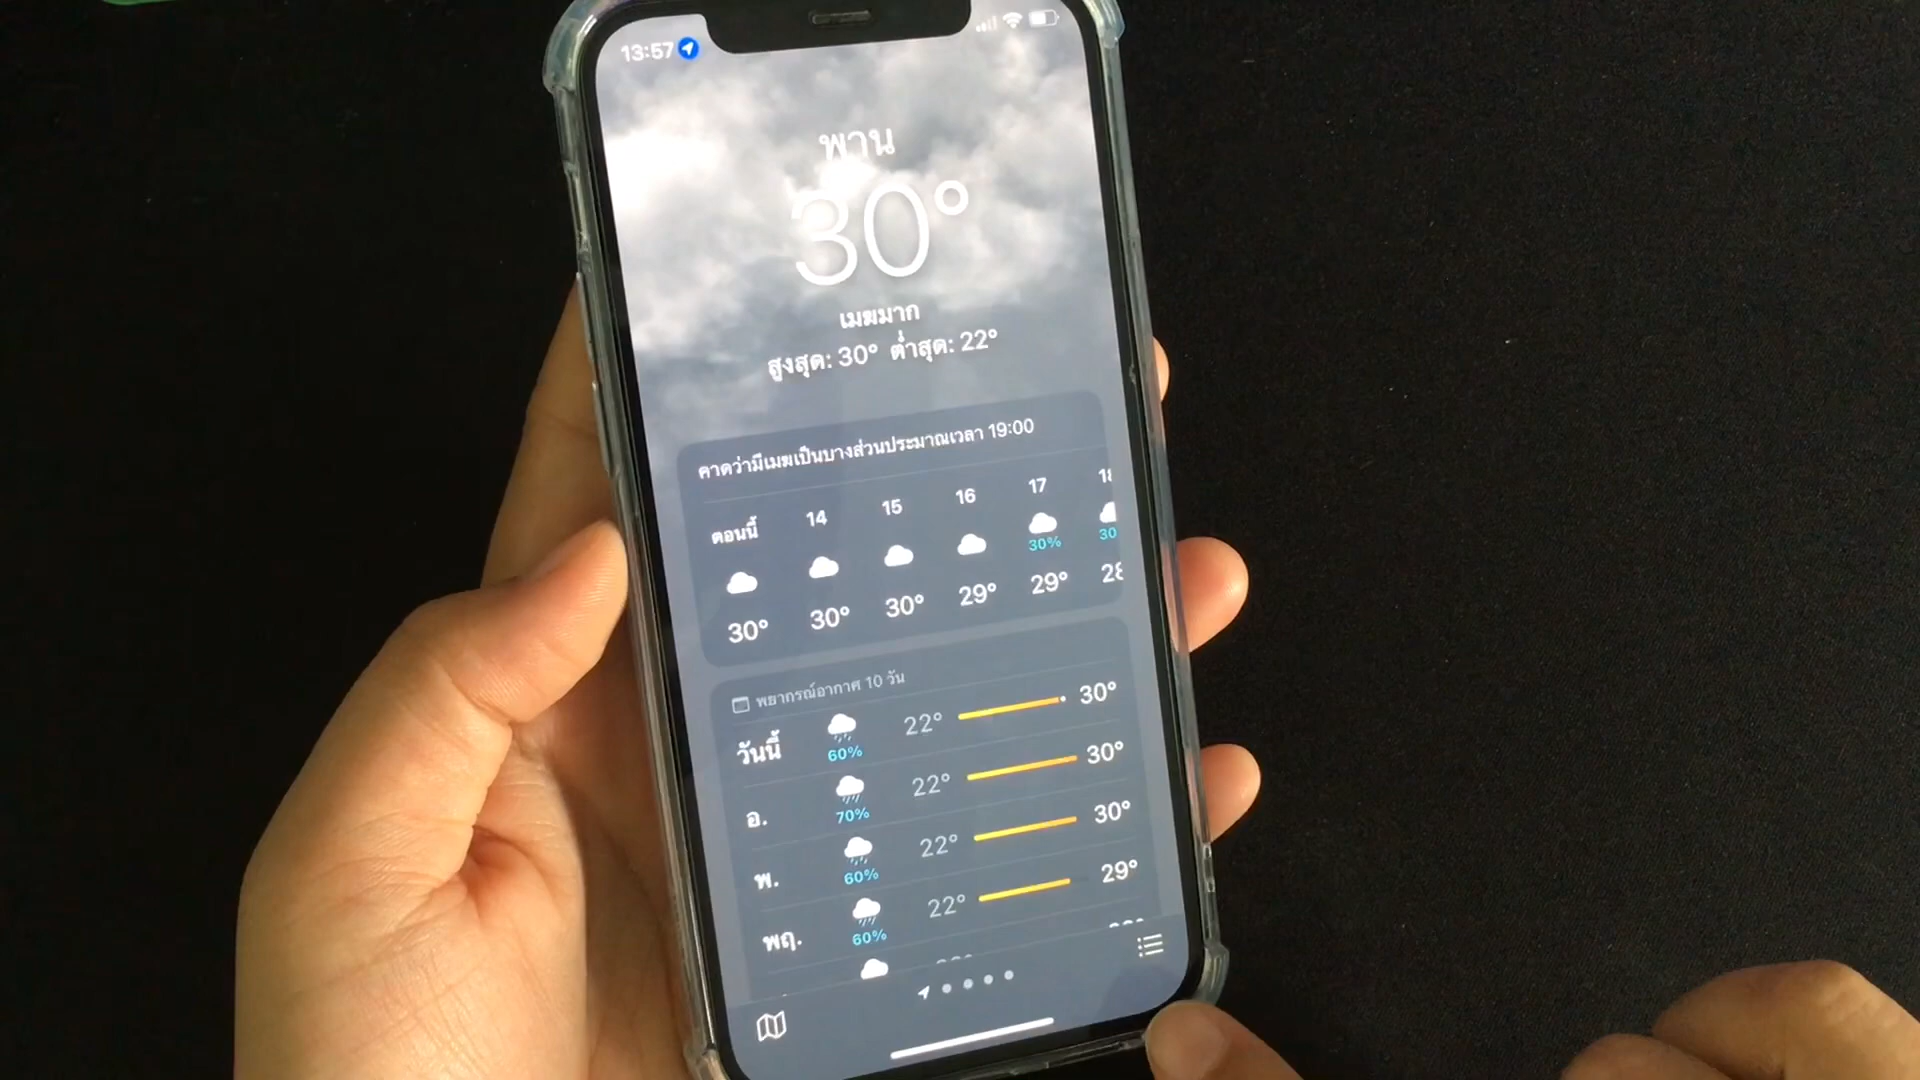 13:57
พาน
30°
เมฆมาก
สูงสุด: 30° ต่ำสุด: 22°
คาดว่ามีเมฆเป็นบางส่วนประมาณเวลา 19:00
ตอนนี้ 14 15 16 17 18
30% 30
30° 30° 30° 29° 29° 28
พยากรณ์อากาศ 10 วัน
วันนี้ 60% 22° 30°
อ. 70% 22° 30°
พ. 60% 22° 30°
พฤ. 60% 22° 29°